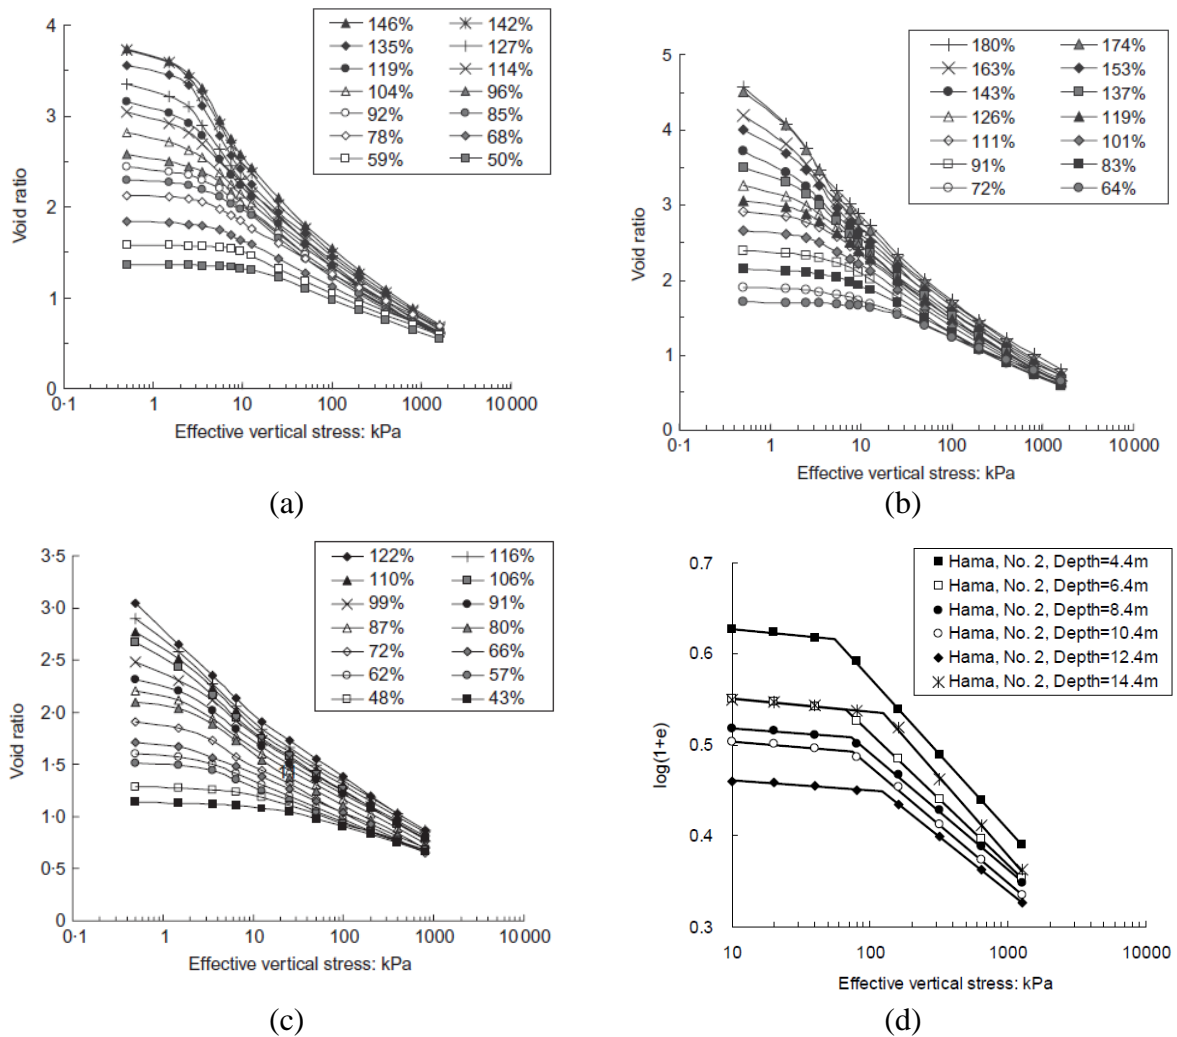 4
3
2
1
0
Void ratio
146% 142%
135% 127%
119% 114%
104% 96%
92% 85%
78% 68%
59% 50%
0·1 1 10 100 1000 10 000
Effective vertical stress: kPa
(a)
5
4
3
2
1
0
Void ratio
180% 174%
163% 153%
143% 137%
126% 119%
111% 101%
91% 83%
72% 64%
0·1 1 10 100 1000 10 000
Effective vertical stress: kPa
(b)
3·5
3·0
2·5
2·0
1·5
1·0
0·5
0
Void ratio
122% 116%
110% 106%
99% 91%
87% 80%
72% 66%
62% 57%
48% 43%
0·1 1 10 100 1000 10 000
Effective vertical stress: kPa
(c)
0.7
0.6
0.5
0.4
0.3
log(1+e)
Hama, No. 2, Depth=4.4m
Hama, No. 2, Depth=6.4m
Hama, No. 2, Depth=8.4m
Hama, No. 2, Depth=10.4m
Hama, No. 2, Depth=12.4m
Hama, No. 2, Depth=14.4m
10 100 1000 10000
Effective vertical stress: kPa
(d)